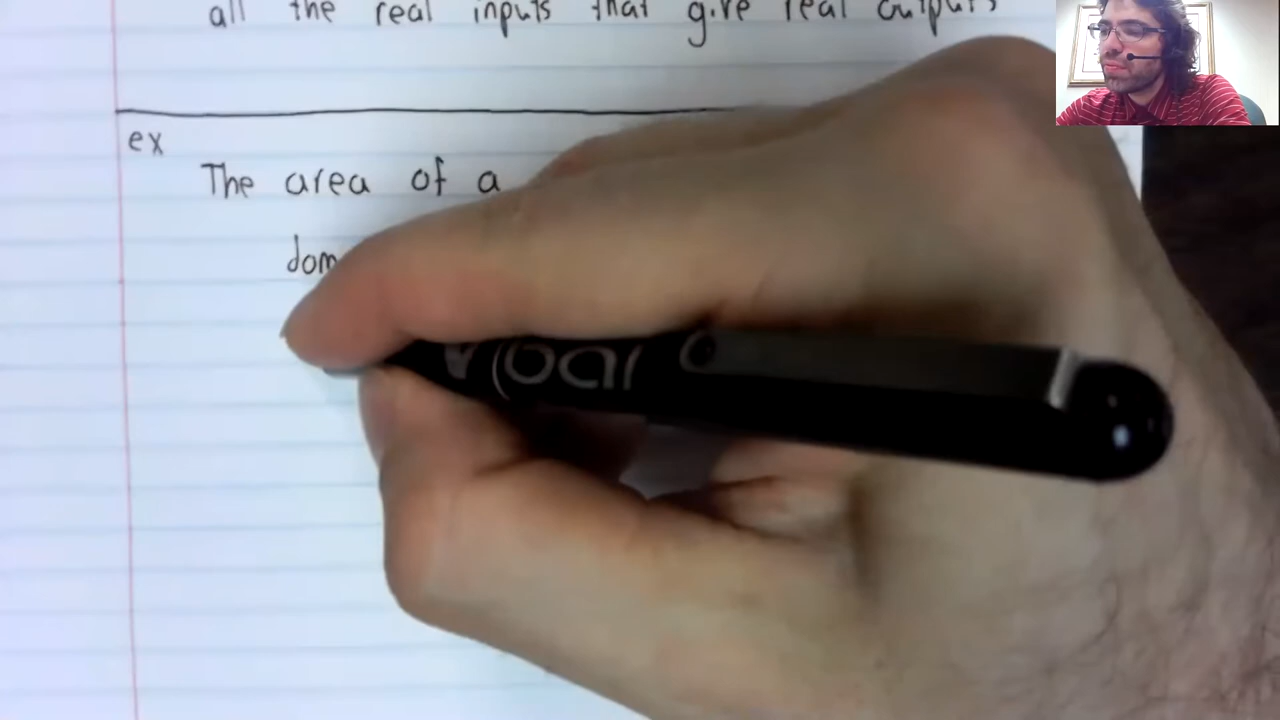 all the real inputs that give real outputs
ex
The area of a
dom